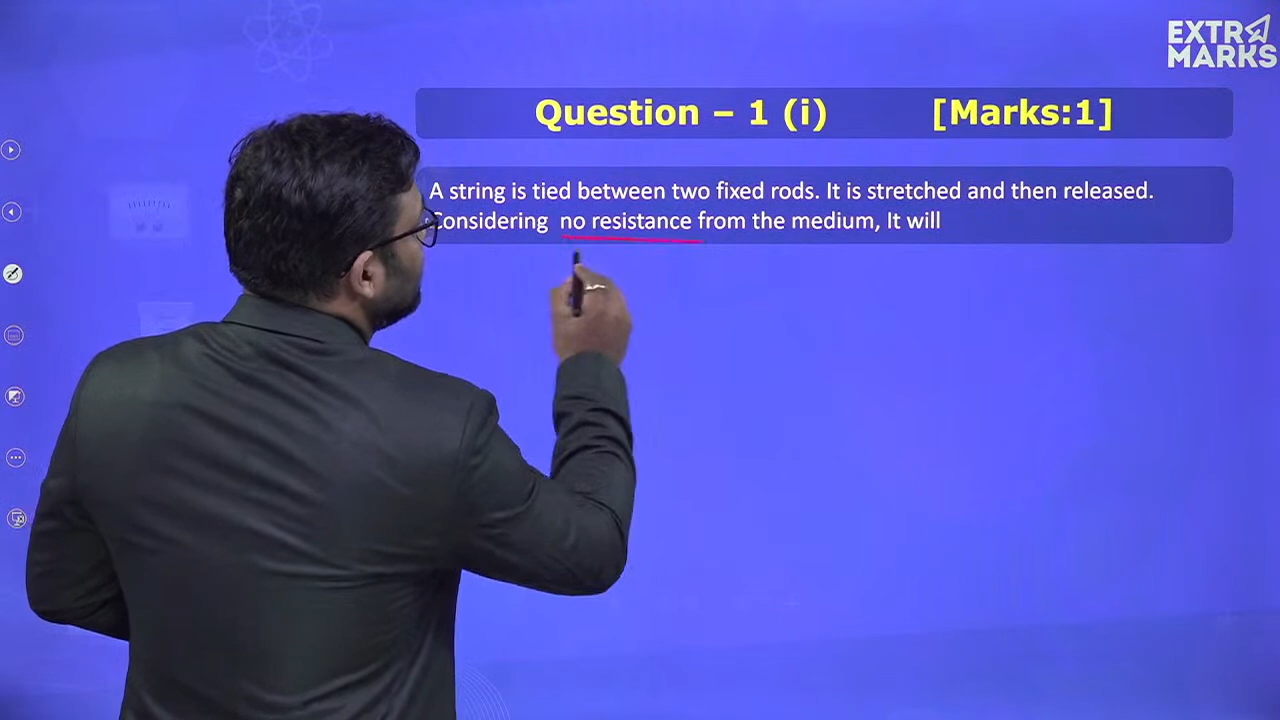 EXTRA
MARKS
Question – 1 (i) [Marks:1]
A string is tied between two fixed rods. It is stretched and then released.
Considering no resistance from the medium, It will